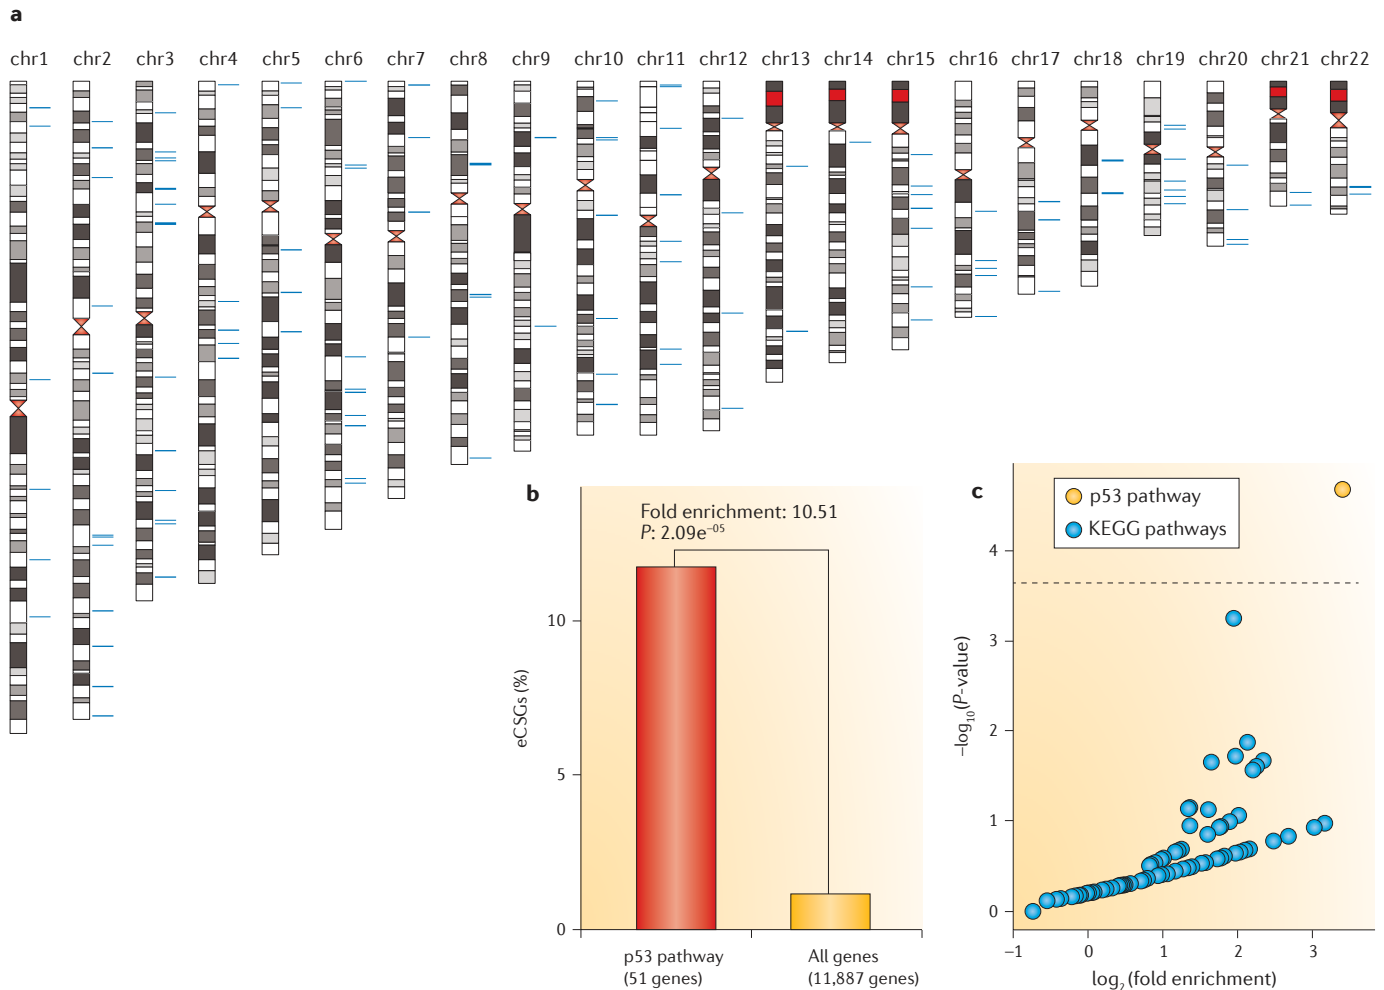 a
chr1 chr2 chr3 chr4 chr5 chr6 chr7 chr8 chr9 chr10 chr11 chr12 chr13 chr14 chr15 chr16 chr17 chr18 chr19 chr20 chr21 chr22
b
Fold enrichment: 10.51
P: 2.09e⁻⁰⁵
10
5
0
eCSGs (%)
p53 pathway
(51 genes)
All genes
(11,887 genes)
c
p53 pathway
KEGG pathways
4
3
2
1
0
–log₁₀(P-value)
–1 0 1 2 3
log₂(fold enrichment)